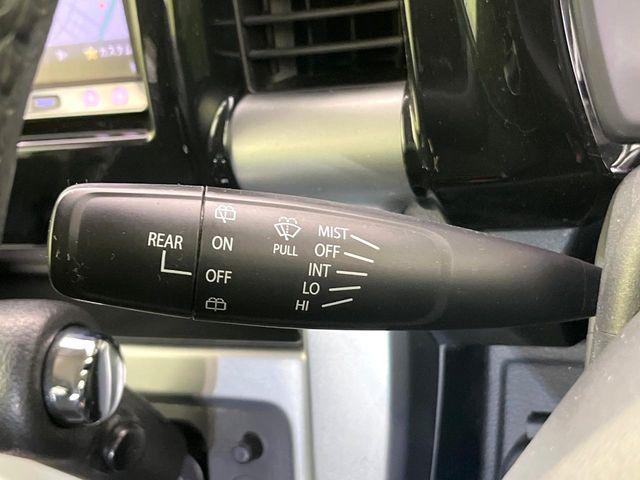 REAR
ON
OFF
PULL
MIST
OFF
INT
LO
HI